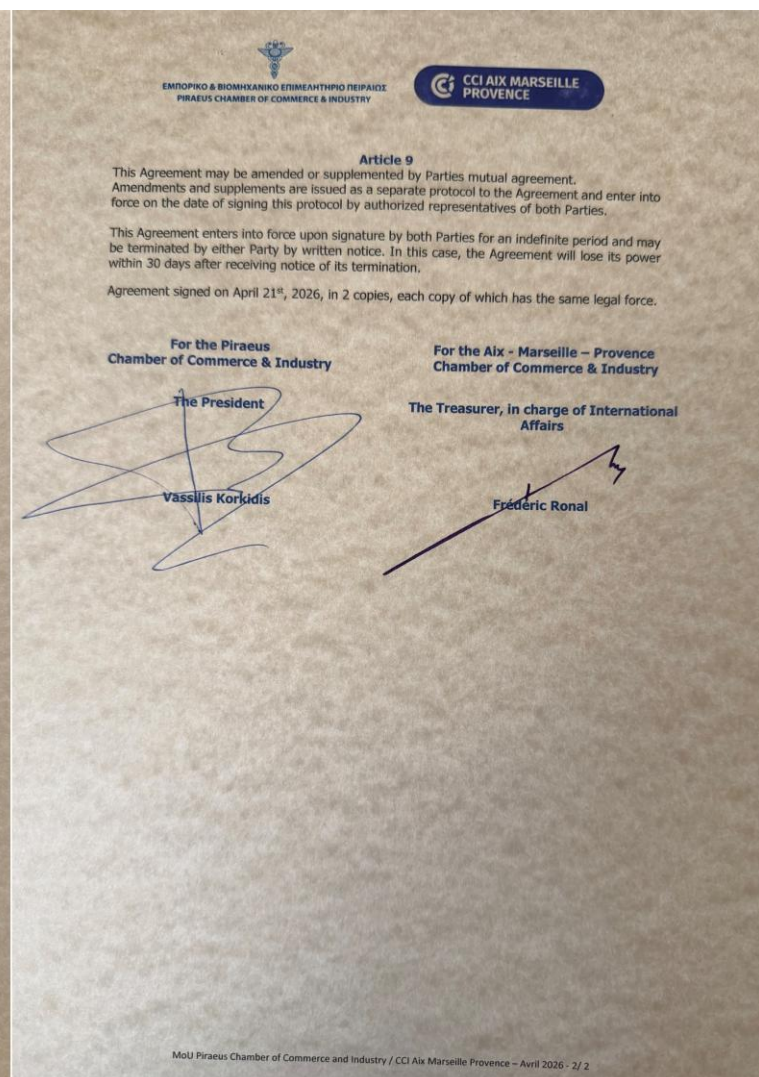 ΕΜΠΟΡΙΚΟ & ΒΙΟΜΗΧΑΝΙΚΟ ΕΠΙΜΕΛΗΤΗΡΙΟ ΠΕΙΡΑΙΩΣ
PIRAEUS CHAMBER OF COMMERCE & INDUSTRY
CCI AIX MARSEILLE
PROVENCE
Article 9
This Agreement may be amended or supplemented by Parties mutual agreement.
Amendments and supplements are issued as a separate protocol to the Agreement and enter into
force on the date of signing this protocol by authorized representatives of both Parties.
This Agreement enters into force upon signature by both Parties for an indefinite period and may
be terminated by either Party by written notice. In this case, the Agreement will lose its power
within 30 days after receiving notice of its termination.
Agreement signed on April 21st, 2026, in 2 copies, each copy of which has the same legal force.
For the Piraeus
Chamber of Commerce & Industry
The President
Vassilis Korkidis
For the Aix - Marseille – Provence
Chamber of Commerce & Industry
The Treasurer, in charge of International
Affairs
Frédéric Ronal
MoU Piraeus Chamber of Commerce and Industry / CCI Aix Marseille Provence – Avril 2026 - 2/ 2